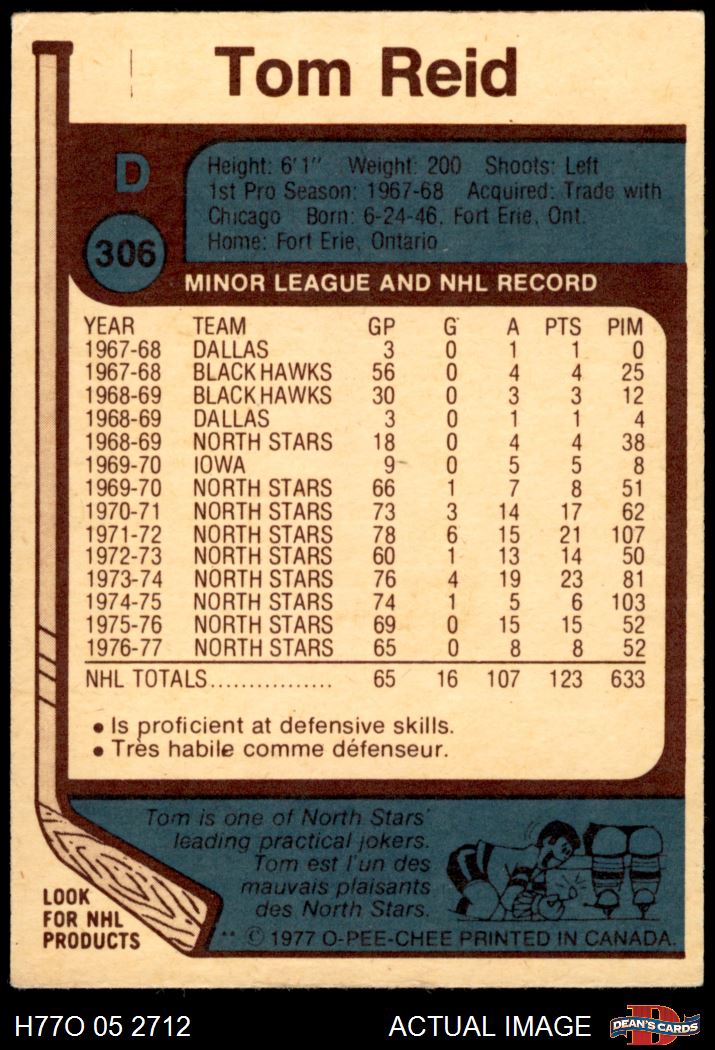 Tom Reid
D
306
Height: 6'1" Weight: 200 Shoots: Left
1st Pro Season: 1967-68 Acquired: Trade with
Chicago Born: 6-24-46, Fort Erie, Ont.
Home: Fort Erie, Ontario
MINOR LEAGUE AND NHL RECORD
YEAR TEAM GP G A PTS PIM
1967-68 DALLAS 3 0 1 1 0
1967-68 BLACK HAWKS 56 0 4 4 25
1968-69 BLACK HAWKS 30 0 3 3 12
1968-69 DALLAS 3 0 1 1 4
1968-69 NORTH STARS 18 0 4 4 38
1969-70 IOWA 9 0 5 5 8
1969-70 NORTH STARS 66 1 7 8 51
1970-71 NORTH STARS 73 3 14 17 62
1971-72 NORTH STARS 78 6 15 21 107
1972-73 NORTH STARS 60 1 13 14 50
1973-74 NORTH STARS 76 4 19 23 81
1974-75 NORTH STARS 74 1 5 6 103
1975-76 NORTH STARS 69 0 15 15 52
1976-77 NORTH STARS 65 0 8 8 52
NHL TOTALS................ 65 16 107 123 633
• Is proficient at defensive skills.
• Très habile comme défenseur.
Tom is one of North Stars'
leading practical jokers.
Tom est l'un des
mauvais plaisants
des North Stars.
LOOK
FOR NHL
PRODUCTS
** © 1977 O-PEE-CHEE PRINTED IN CANADA.
H77O 05 2712 ACTUAL IMAGE
DEAN'S CARDS